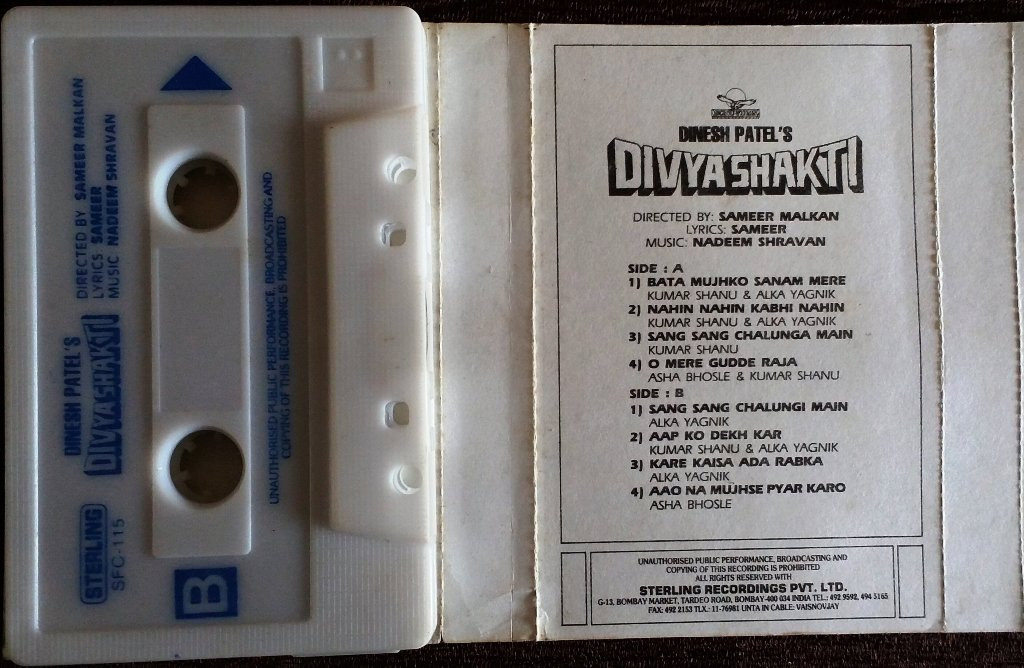 DINESH PATEL'S
DIVYASHAKTI
DIRECTED BY SAMEER MALKAN
LYRICS SAMEER
MUSIC NADEEM SHRAVAN
STERLING
SFC-115
UNAUTHORISED PUBLIC PERFORMANCE, BROADCASTING AND
COPYING OF THIS RECORDING IS PROHIBITED
B
DINESH PATEL'S
DIVYASHAKTI
DIRECTED BY: SAMEER MALKAN
LYRICS: SAMEER
MUSIC: NADEEM SHRAVAN
SIDE : A
1) BATA MUJHKO SANAM MERE
KUMAR SHANU & ALKA YAGNIK
2) NAHIN NAHIN KABHI NAHIN
KUMAR SHANU & ALKA YAGNIK
3) SANG SANG CHALUNGA MAIN
KUMAR SHANU
4) O MERE GUDDE RAJA
ASHA BHOSLE & KUMAR SHANU
SIDE : B
1) SANG SANG CHALUNGI MAIN
ALKA YAGNIK
2) AAP KO DEKH KAR
KUMAR SHANU & ALKA YAGNIK
3) KARE KAISA ADA RABKA
ALKA YAGNIK
4) AAO NA MUJHSE PYAR KARO
ASHA BHOSLE
UNAUTHORISED PUBLIC PERFORMANCE, BROADCASTING AND
COPYING OF THIS RECORDING IS PROHIBITED
ALL RIGHTS RESERVED WITH
STERLING RECORDINGS PVT. LTD.
G-13, BOMBAY MARKET, TARDEO ROAD, BOMBAY-400 034 INDIA TEL.: 492 9592, 494 5165
FAX: 492 2153 TLX.: 11-76981 UNTA IN CABLE: VAISNOVJAY